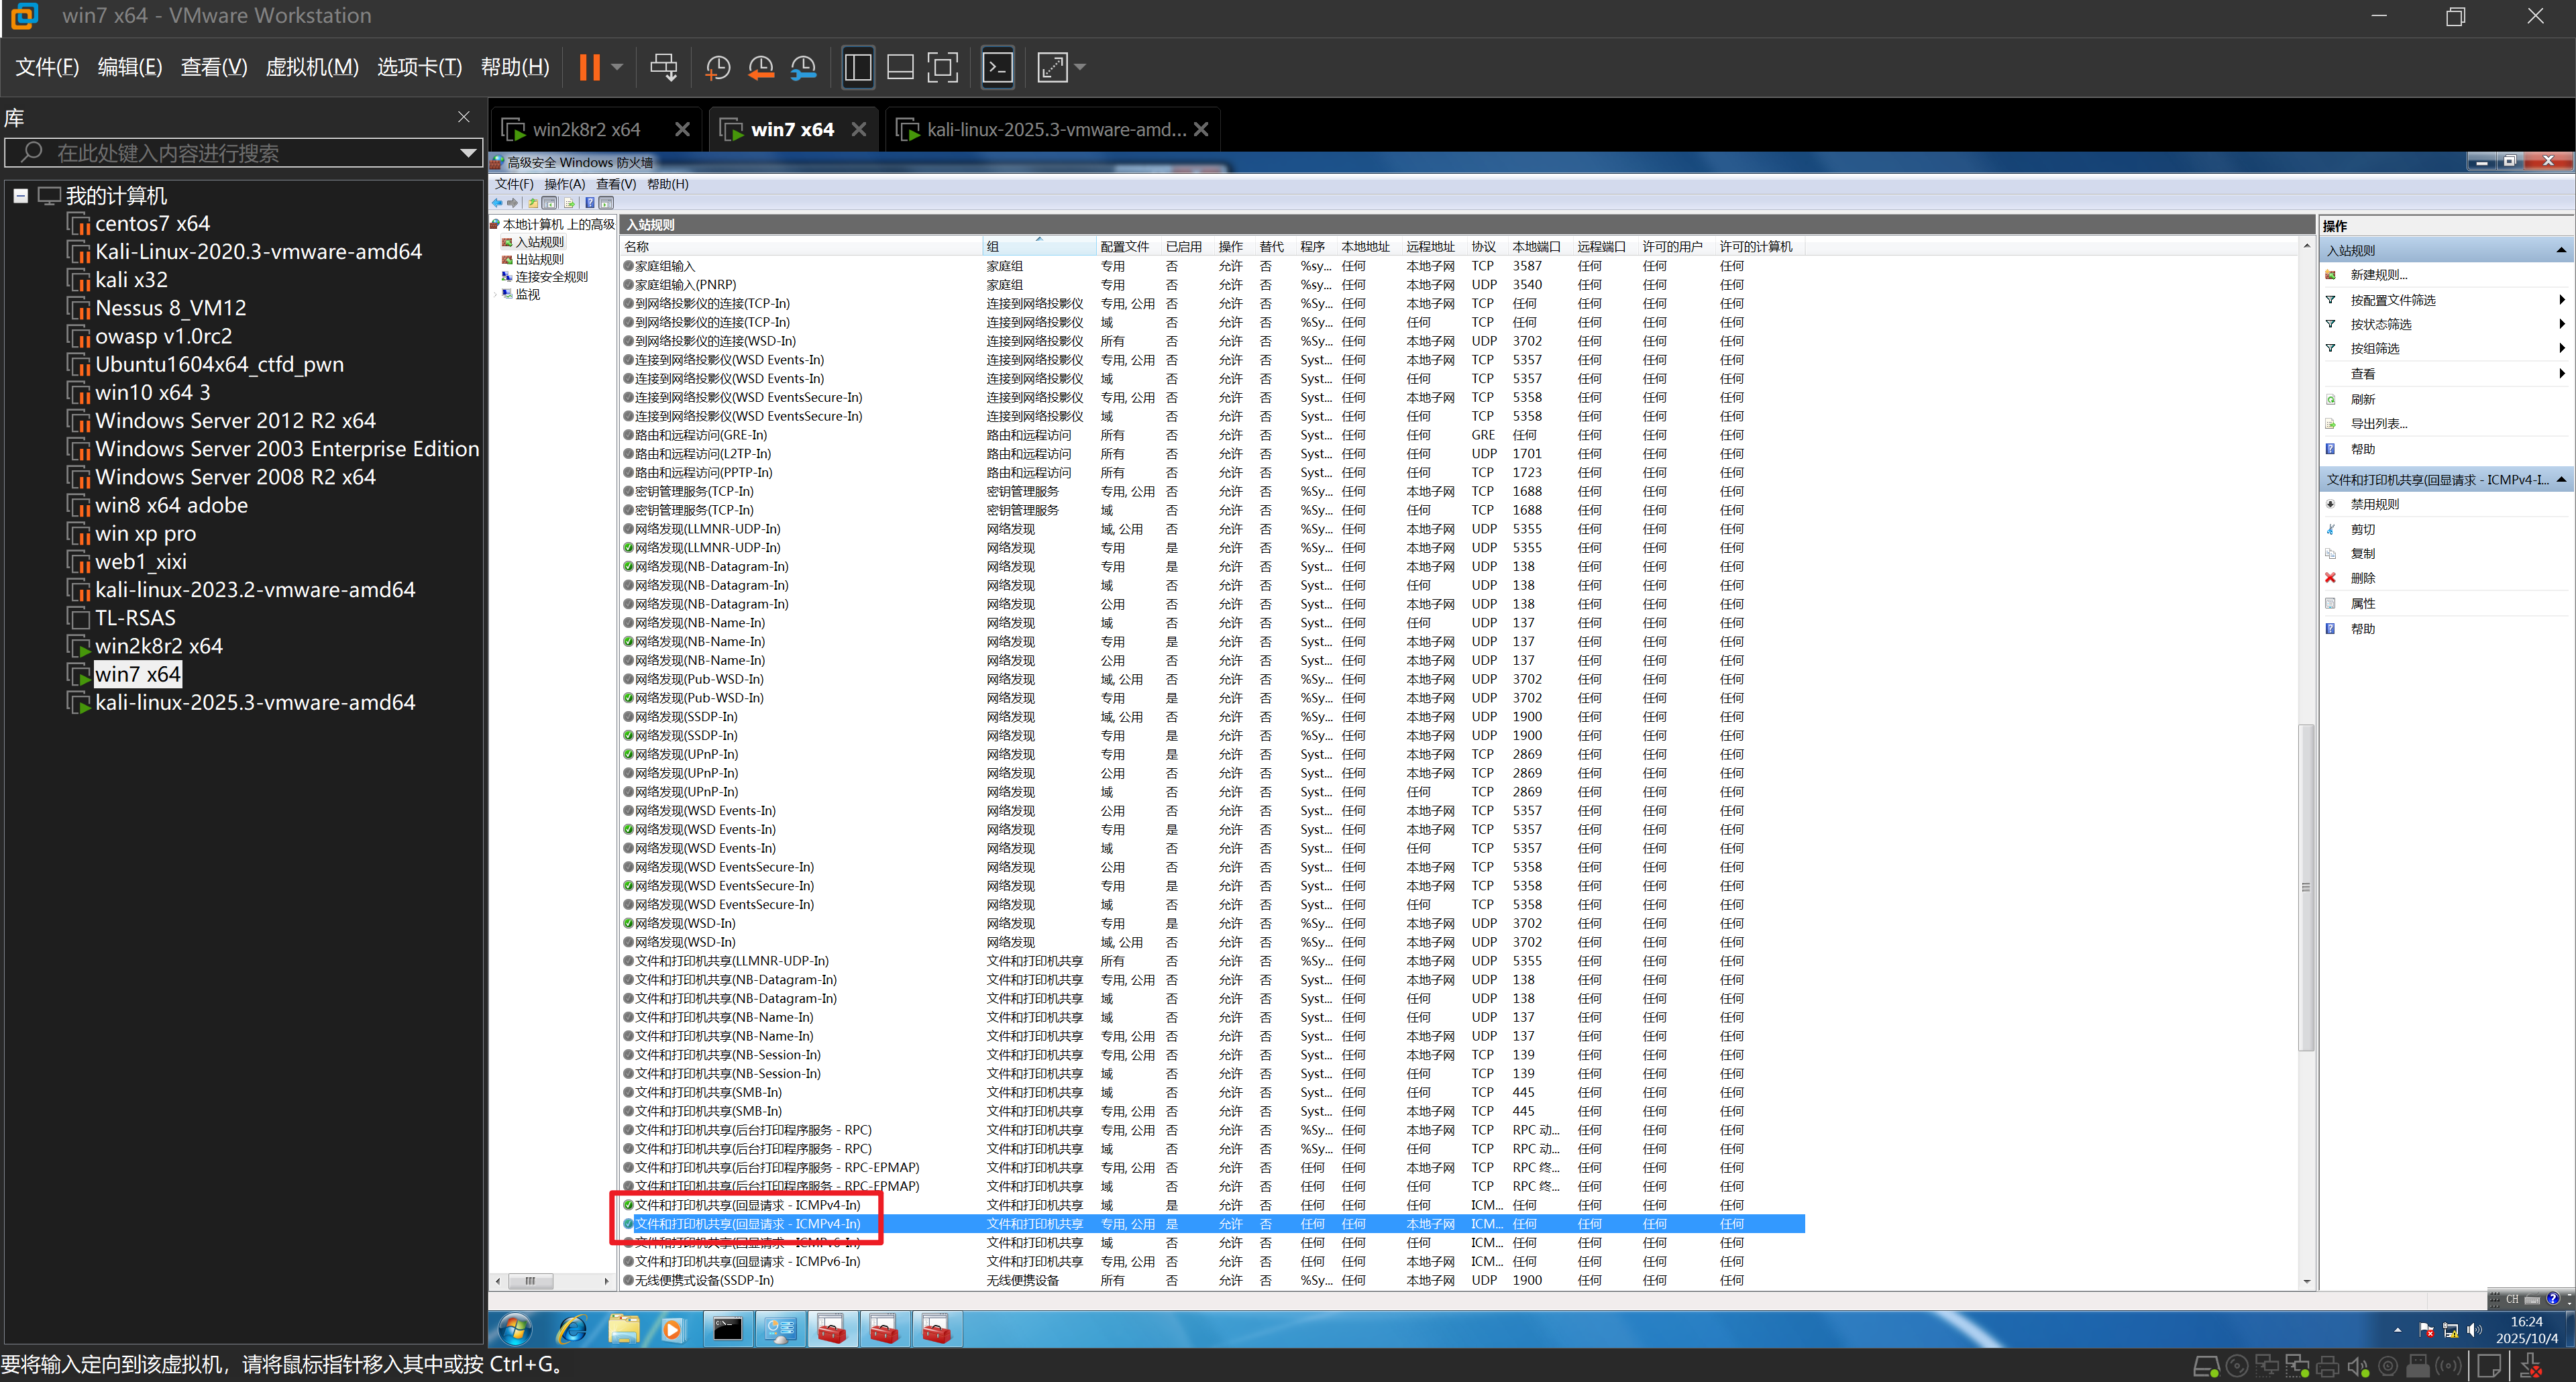 win7 x64 - VMware Workstation
文件(F) 编辑(E) 查看(V) 虚拟机(M) 选项卡(T) 帮助(H)
库
在此处键入内容进行搜索
我的计算机
centos7 x64
Kali-Linux-2020.3-vmware-amd64
kali x32
Nessus 8_VM12
owasp v1.0rc2
Ubuntu1604x64_ctfd_pwn
win10 x64 3
Windows Server 2012 R2 x64
Windows Server 2003 Enterprise Edition
Windows Server 2008 R2 x64
win8 x64 adobe
win xp pro
web1_xixi
kali-linux-2023.2-vmware-amd64
TL-RSAS
win2k8r2 x64
win7 x64
kali-linux-2025.3-vmware-amd64
win2k8r2 x64 win7 x64 kali-linux-2025.3-vmware-amd...
高级安全 Windows 防火墙
文件(F) 操作(A) 查看(V) 帮助(H)
本地计算机 上的高级
入站规则
出站规则
连接安全规则
监视
入站规则
名称 组 配置文件 已启用 操作 替代 程序 本地地址 远程地址 协议 本地端口 远程端口 许可的用户 许可的计算机
家庭组输入 家庭组 专用 否 允许 否 %sy... 任何 本地子网 TCP 3587 任何 任何 任何
家庭组输入(PNRP) 家庭组 专用 否 允许 否 %sy... 任何 本地子网 UDP 3540 任何 任何 任何
到网络投影仪的连接(TCP-In) 连接到网络投影仪 专用, 公用 否 允许 否 %Sy... 任何 本地子网 TCP 任何 任何 任何 任何
到网络投影仪的连接(TCP-In) 连接到网络投影仪 域 否 允许 否 %Sy... 任何 任何 TCP 任何 任何 任何 任何
到网络投影仪的连接(WSD-In) 连接到网络投影仪 所有 否 允许 否 %Sy... 任何 本地子网 UDP 3702 任何 任何 任何
连接到网络投影仪(WSD Events-In) 连接到网络投影仪 专用, 公用 否 允许 否 Syst... 任何 本地子网 TCP 5357 任何 任何 任何
连接到网络投影仪(WSD Events-In) 连接到网络投影仪 域 否 允许 否 Syst... 任何 任何 TCP 5357 任何 任何 任何
连接到网络投影仪(WSD EventsSecure-In) 连接到网络投影仪 专用, 公用 否 允许 否 Syst... 任何 本地子网 TCP 5358 任何 任何 任何
连接到网络投影仪(WSD EventsSecure-In) 连接到网络投影仪 域 否 允许 否 Syst... 任何 任何 TCP 5358 任何 任何 任何
路由和远程访问(GRE-In) 路由和远程访问 所有 否 允许 否 Syst... 任何 任何 GRE 任何 任何 任何 任何
路由和远程访问(L2TP-In) 路由和远程访问 所有 否 允许 否 Syst... 任何 任何 UDP 1701 任何 任何 任何
路由和远程访问(PPTP-In) 路由和远程访问 所有 否 允许 否 Syst... 任何 任何 TCP 1723 任何 任何 任何
密钥管理服务(TCP-In) 密钥管理服务 专用, 公用 否 允许 否 %Sy... 任何 本地子网 TCP 1688 任何 任何 任何
密钥管理服务(TCP-In) 密钥管理服务 域 否 允许 否 %Sy... 任何 任何 TCP 1688 任何 任何 任何
网络发现(LLMNR-UDP-In) 网络发现 域, 公用 否 允许 否 %Sy... 任何 本地子网 UDP 5355 任何 任何 任何
网络发现(LLMNR-UDP-In) 网络发现 专用 是 允许 否 %Sy... 任何 本地子网 UDP 5355 任何 任何 任何
网络发现(NB-Datagram-In) 网络发现 专用 是 允许 否 Syst... 任何 本地子网 UDP 138 任何 任何 任何
网络发现(NB-Datagram-In) 网络发现 域 否 允许 否 Syst... 任何 任何 UDP 138 任何 任何 任何
网络发现(NB-Datagram-In) 网络发现 公用 否 允许 否 Syst... 任何 本地子网 UDP 138 任何 任何 任何
网络发现(NB-Name-In) 网络发现 域 否 允许 否 Syst... 任何 任何 UDP 137 任何 任何 任何
网络发现(NB-Name-In) 网络发现 专用 是 允许 否 Syst... 任何 本地子网 UDP 137 任何 任何 任何
网络发现(NB-Name-In) 网络发现 公用 否 允许 否 Syst... 任何 本地子网 UDP 137 任何 任何 任何
网络发现(Pub-WSD-In) 网络发现 域, 公用 否 允许 否 %Sy... 任何 本地子网 UDP 3702 任何 任何 任何
网络发现(Pub-WSD-In) 网络发现 专用 是 允许 否 %Sy... 任何 本地子网 UDP 3702 任何 任何 任何
网络发现(SSDP-In) 网络发现 域, 公用 否 允许 否 %Sy... 任何 本地子网 UDP 1900 任何 任何 任何
网络发现(SSDP-In) 网络发现 专用 是 允许 否 %Sy... 任何 本地子网 UDP 1900 任何 任何 任何
网络发现(UPnP-In) 网络发现 专用 是 允许 否 Syst... 任何 本地子网 TCP 2869 任何 任何 任何
网络发现(UPnP-In) 网络发现 公用 否 允许 否 Syst... 任何 本地子网 TCP 2869 任何 任何 任何
网络发现(UPnP-In) 网络发现 域 否 允许 否 Syst... 任何 任何 TCP 2869 任何 任何 任何
网络发现(WSD Events-In) 网络发现 公用 否 允许 否 Syst... 任何 本地子网 TCP 5357 任何 任何 任何
网络发现(WSD Events-In) 网络发现 专用 是 允许 否 Syst... 任何 本地子网 TCP 5357 任何 任何 任何
网络发现(WSD Events-In) 网络发现 域 否 允许 否 Syst... 任何 任何 TCP 5357 任何 任何 任何
网络发现(WSD EventsSecure-In) 网络发现 公用 否 允许 否 Syst... 任何 本地子网 TCP 5358 任何 任何 任何
网络发现(WSD EventsSecure-In) 网络发现 专用 是 允许 否 Syst... 任何 本地子网 TCP 5358 任何 任何 任何
网络发现(WSD EventsSecure-In) 网络发现 域 否 允许 否 Syst... 任何 任何 TCP 5358 任何 任何 任何
网络发现(WSD-In) 网络发现 专用 是 允许 否 %Sy... 任何 本地子网 UDP 3702 任何 任何 任何
网络发现(WSD-In) 网络发现 域, 公用 否 允许 否 %Sy... 任何 本地子网 UDP 3702 任何 任何 任何
文件和打印机共享(LLMNR-UDP-In) 文件和打印机共享 所有 否 允许 否 %Sy... 任何 本地子网 UDP 5355 任何 任何 任何
文件和打印机共享(NB-Datagram-In) 文件和打印机共享 专用, 公用 否 允许 否 Syst... 任何 本地子网 UDP 138 任何 任何 任何
文件和打印机共享(NB-Datagram-In) 文件和打印机共享 域 否 允许 否 Syst... 任何 任何 UDP 138 任何 任何 任何
文件和打印机共享(NB-Name-In) 文件和打印机共享 域 否 允许 否 Syst... 任何 任何 UDP 137 任何 任何 任何
文件和打印机共享(NB-Name-In) 文件和打印机共享 专用, 公用 否 允许 否 Syst... 任何 本地子网 UDP 137 任何 任何 任何
文件和打印机共享(NB-Session-In) 文件和打印机共享 专用, 公用 否 允许 否 Syst... 任何 本地子网 TCP 139 任何 任何 任何
文件和打印机共享(NB-Session-In) 文件和打印机共享 域 否 允许 否 Syst... 任何 任何 TCP 139 任何 任何 任何
文件和打印机共享(SMB-In) 文件和打印机共享 域 否 允许 否 Syst... 任何 任何 TCP 445 任何 任何 任何
文件和打印机共享(SMB-In) 文件和打印机共享 专用, 公用 否 允许 否 Syst... 任何 本地子网 TCP 445 任何 任何 任何
文件和打印机共享(后台打印程序服务 - RPC) 文件和打印机共享 专用, 公用 否 允许 否 %Sy... 任何 本地子网 TCP RPC 动... 任何 任何 任何
文件和打印机共享(后台打印程序服务 - RPC) 文件和打印机共享 域 否 允许 否 %Sy... 任何 任何 TCP RPC 动... 任何 任何 任何
文件和打印机共享(后台打印程序服务 - RPC-EPMAP) 文件和打印机共享 专用, 公用 否 允许 否 任何 任何 本地子网 TCP RPC 终... 任何 任何 任何
文件和打印机共享(后台打印程序服务 - RPC-EPMAP) 文件和打印机共享 域 否 允许 否 任何 任何 任何 TCP RPC 终... 任何 任何 任何
文件和打印机共享(回显请求 - ICMPv4-In) 文件和打印机共享 域 是 允许 否 任何 任何 任何 ICM... 任何 任何 任何 任何
文件和打印机共享(回显请求 - ICMPv4-In) 文件和打印机共享 专用, 公用 是 允许 否 任何 任何 本地子网 ICM... 任何 任何 任何 任何
文件和打印机共享(回显请求 - ICMPv6-In) 文件和打印机共享 域 否 允许 否 任何 任何 任何 ICM... 任何 任何 任何 任何
文件和打印机共享(回显请求 - ICMPv6-In) 文件和打印机共享 专用, 公用 否 允许 否 任何 任何 本地子网 ICM... 任何 任何 任何 任何
无线便携式设备(SSDP-In) 无线便携设备 所有 否 允许 否 %Sy... 任何 本地子网 UDP 1900 任何 任何 任何
操作
入站规则
新建规则...
按配置文件筛选
按状态筛选
按组筛选
查看
刷新
导出列表...
帮助
文件和打印机共享(回显请求 - ICMPv4-I...
禁用规则
剪切
复制
删除
属性
帮助
CH
16:24
2025/10/4
要将输入定向到该虚拟机，请将鼠标指针移入其中或按 Ctrl+G。